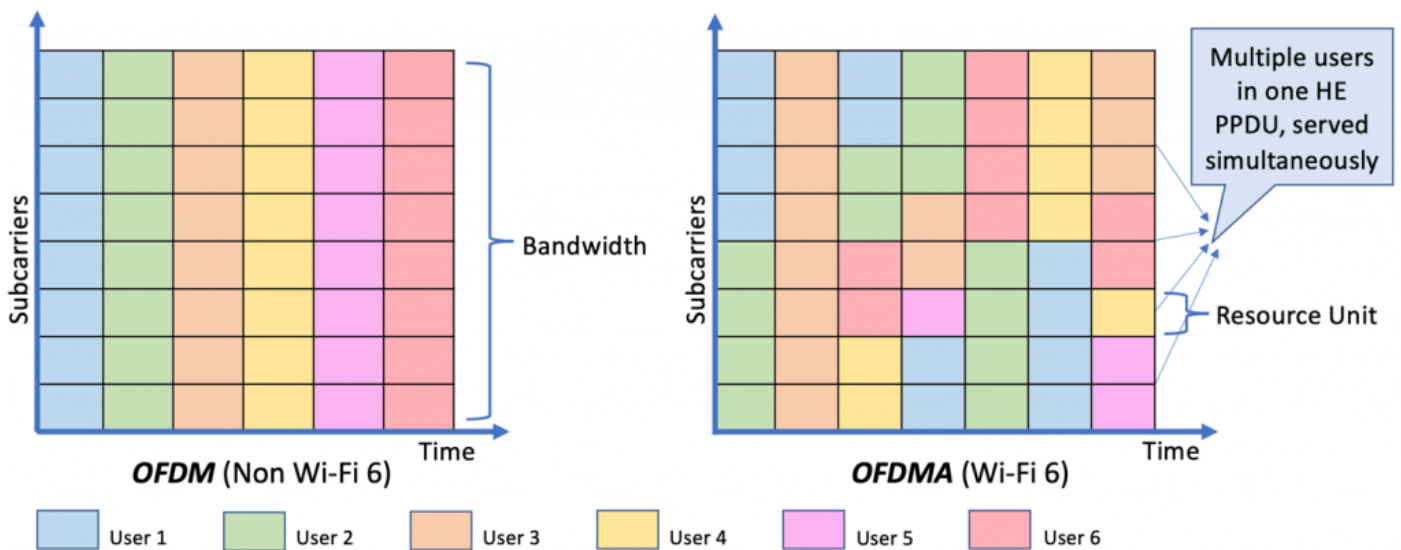 Subcarriers
Bandwidth
Time
OFDM (Non Wi-Fi 6)
Subcarriers
Multiple users
in one HE
PPDU, served
simultaneously
Resource Unit
Time
OFDMA (Wi-Fi 6)
User 1
User 2
User 3
User 4
User 5
User 6